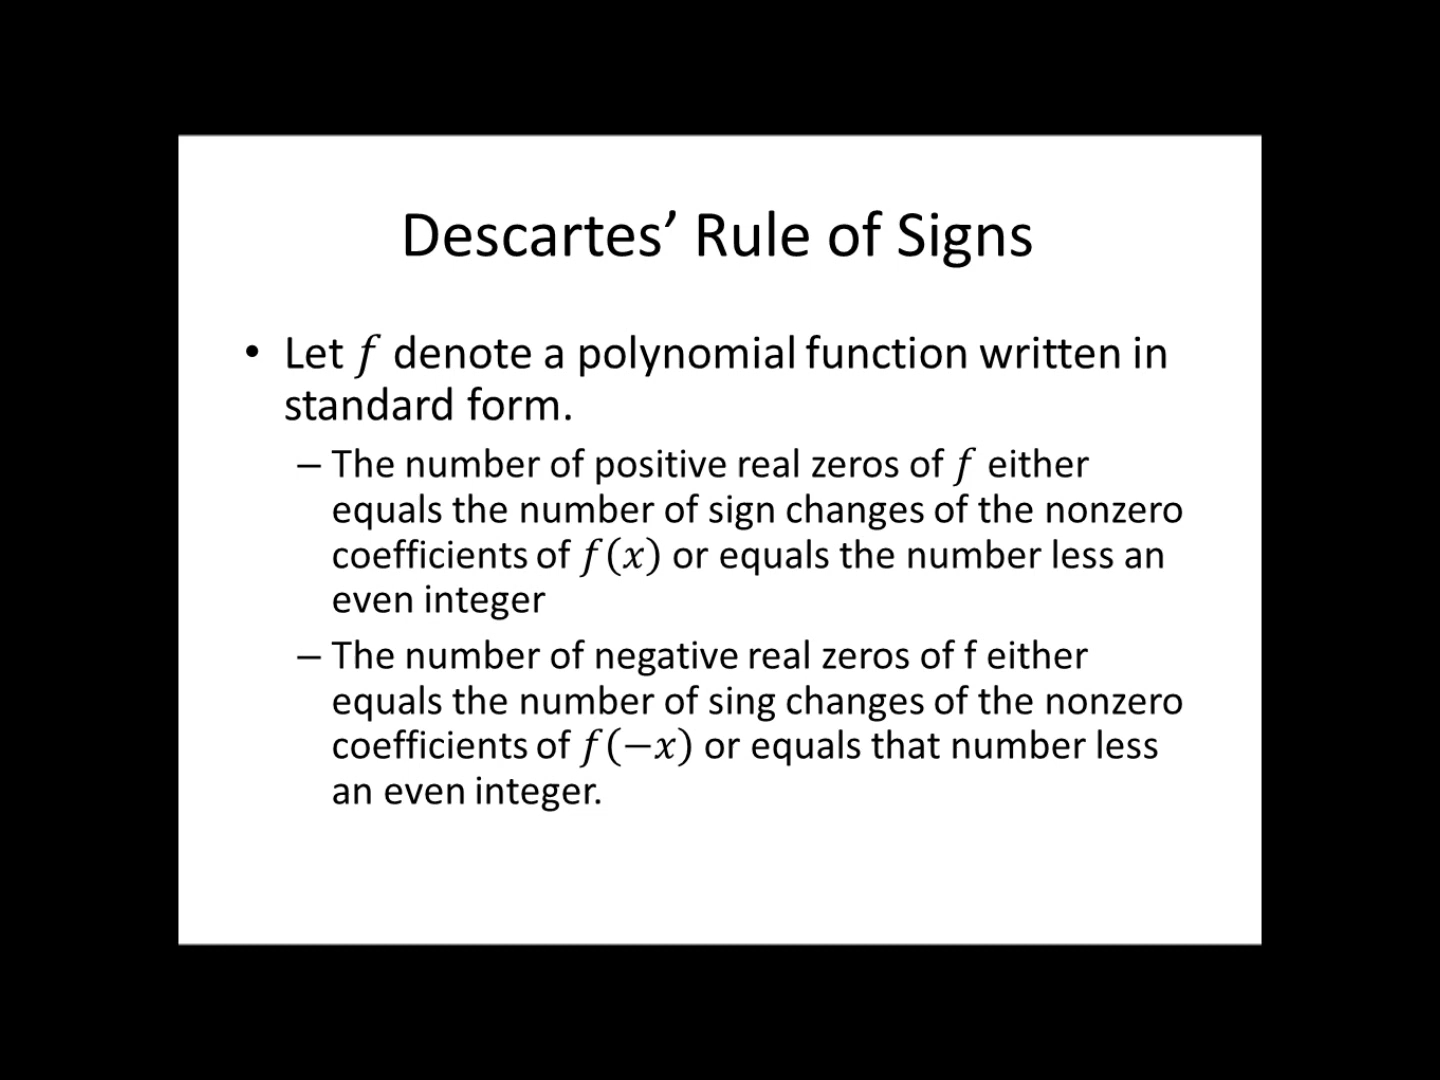 Descartes’ Rule of Signs
• Let f denote a polynomial function written in
standard form.
– The number of positive real zeros of f either
equals the number of sign changes of the nonzero
coefficients of f(x) or equals the number less an
even integer
– The number of negative real zeros of f either
equals the number of sing changes of the nonzero
coefficients of f(−x) or equals that number less
an even integer.